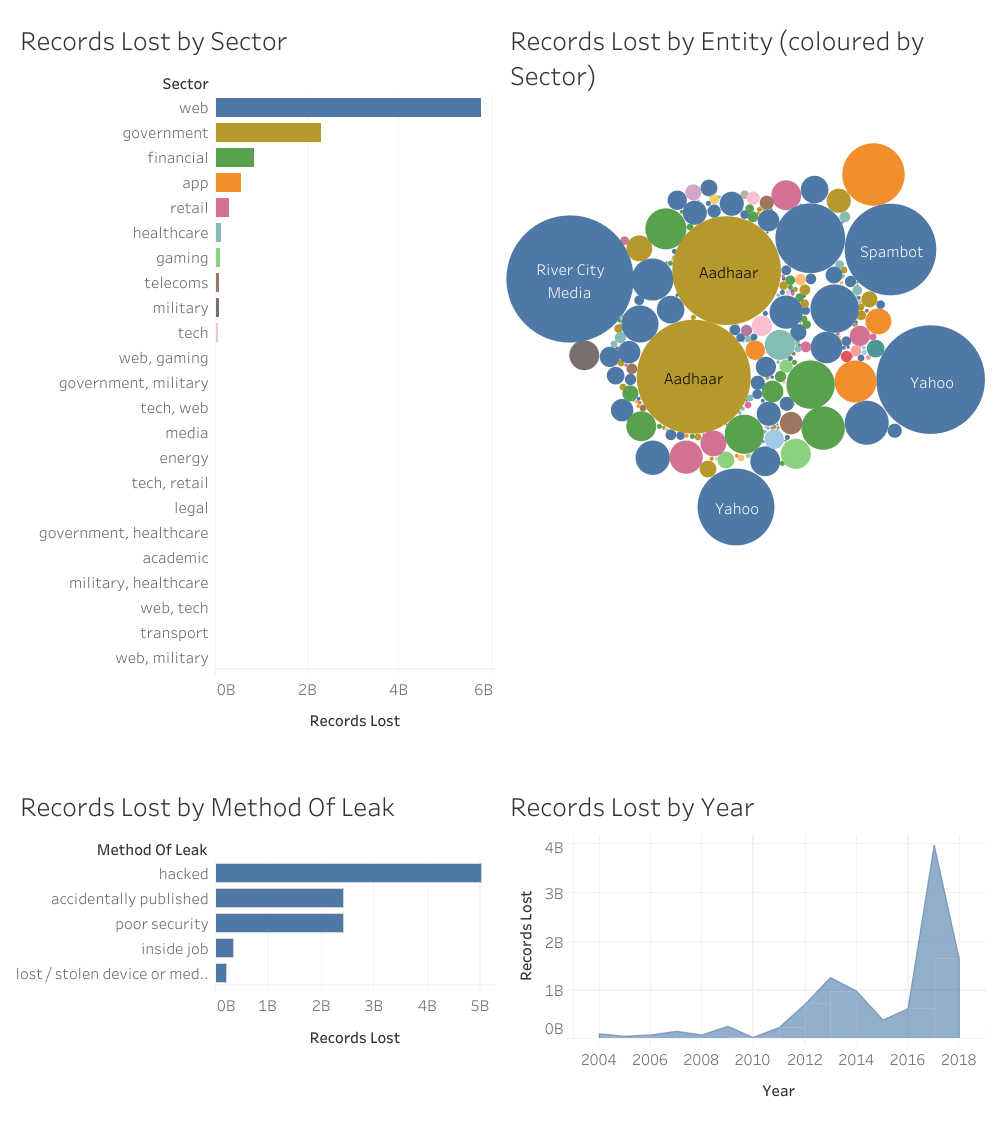 Records Lost by Sector
Sector
web
government
financial
app
retail
healthcare
gaming
telecoms
military
tech
web, gaming
government, military
tech, web
media
energy
tech, retail
legal
government, healthcare
academic
military, healthcare
web, tech
transport
web, military
0B 2B 4B 6B
Records Lost
Records Lost by Entity (coloured by
Sector)
River City
Media
Aadhaar
Spambot
Aadhaar
Yahoo
Yahoo
Records Lost by Method Of Leak
Method Of Leak
hacked
accidentally published
poor security
inside job
lost / stolen device or med..
0B 1B 2B 3B 4B 5B
Records Lost
Records Lost by Year
Records Lost
4B
3B
2B
1B
0B
2004 2006 2008 2010 2012 2014 2016 2018
Year